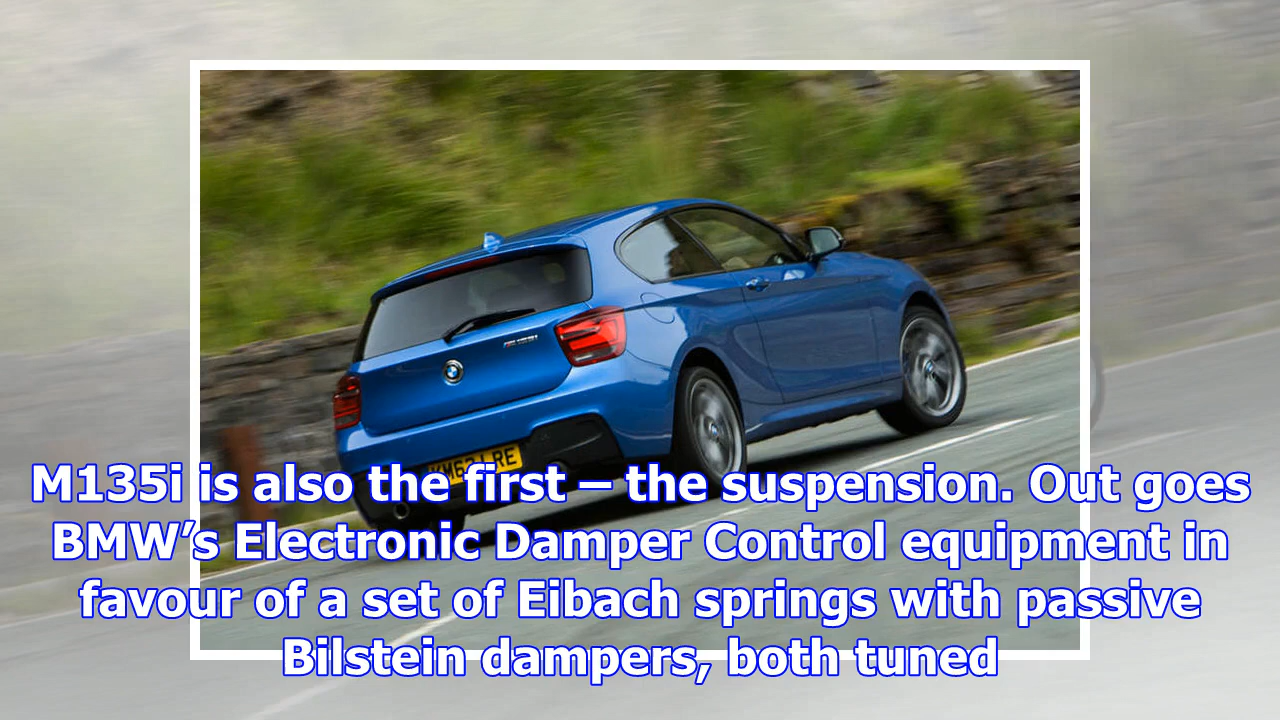 M135i
M135i is also the first – the suspension. Out goes
BMW’s Electronic Damper Control equipment in
favour of a set of Eibach springs with passive
Bilstein dampers, both tuned